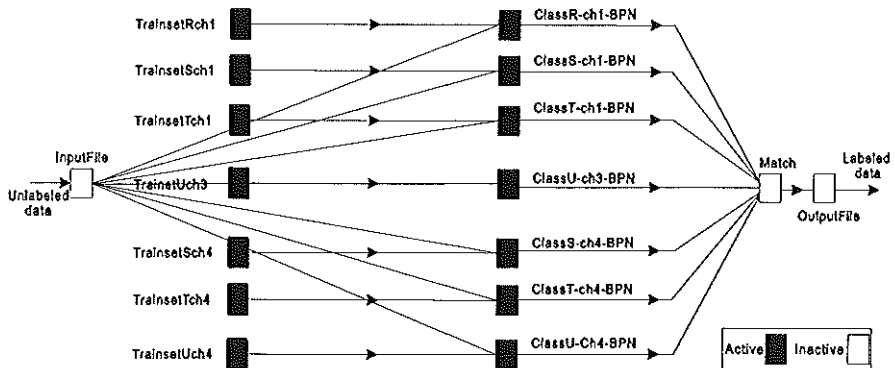 TrainsetRch1
ClassR-ch1-BPN
TrainsetSch1
ClassS-ch1-BPN
TrainsetTch1
ClassT-ch1-BPN
InputFile
Unlabeled
data
TrainetUch3
ClassU-ch3-BPN
Match
Labeled
data
OutputFile
TrainsetSch4
ClassS-ch4-BPN
TrainsetTch4
ClassT-ch4-BPN
TrainsetUch4
ClassU-Ch4-BPN
Active
Inactive